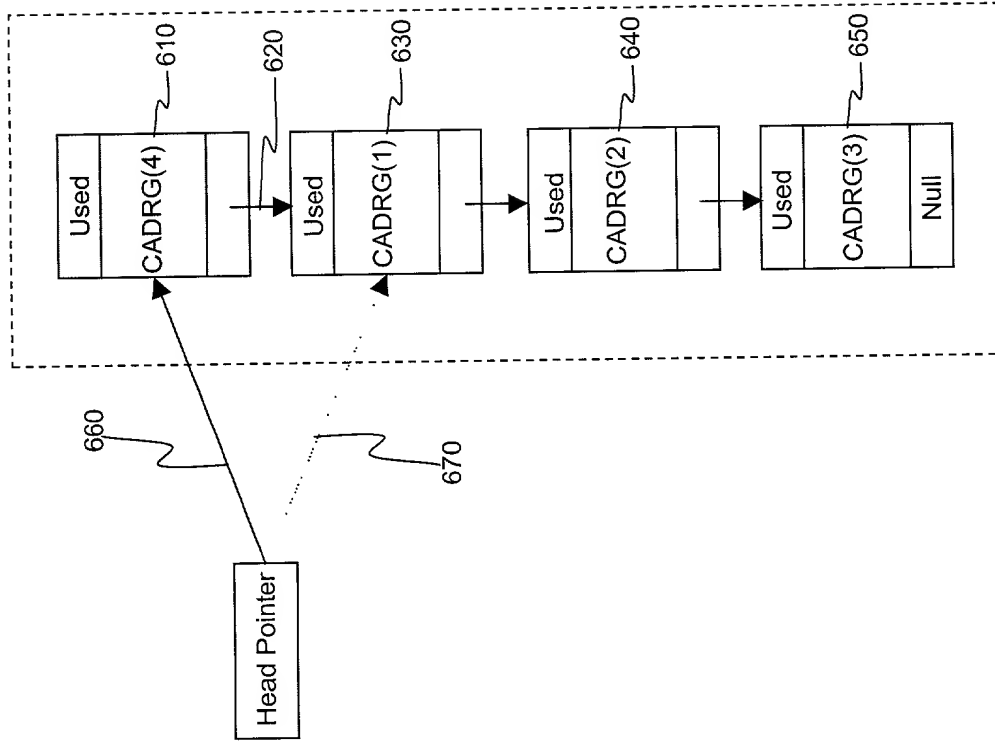 Used
CADRG(4)
610
620
Used
CADRG(1)
630
Used
CADRG(2)
640
Used
CADRG(3)
Null
650
660
670
Head Pointer